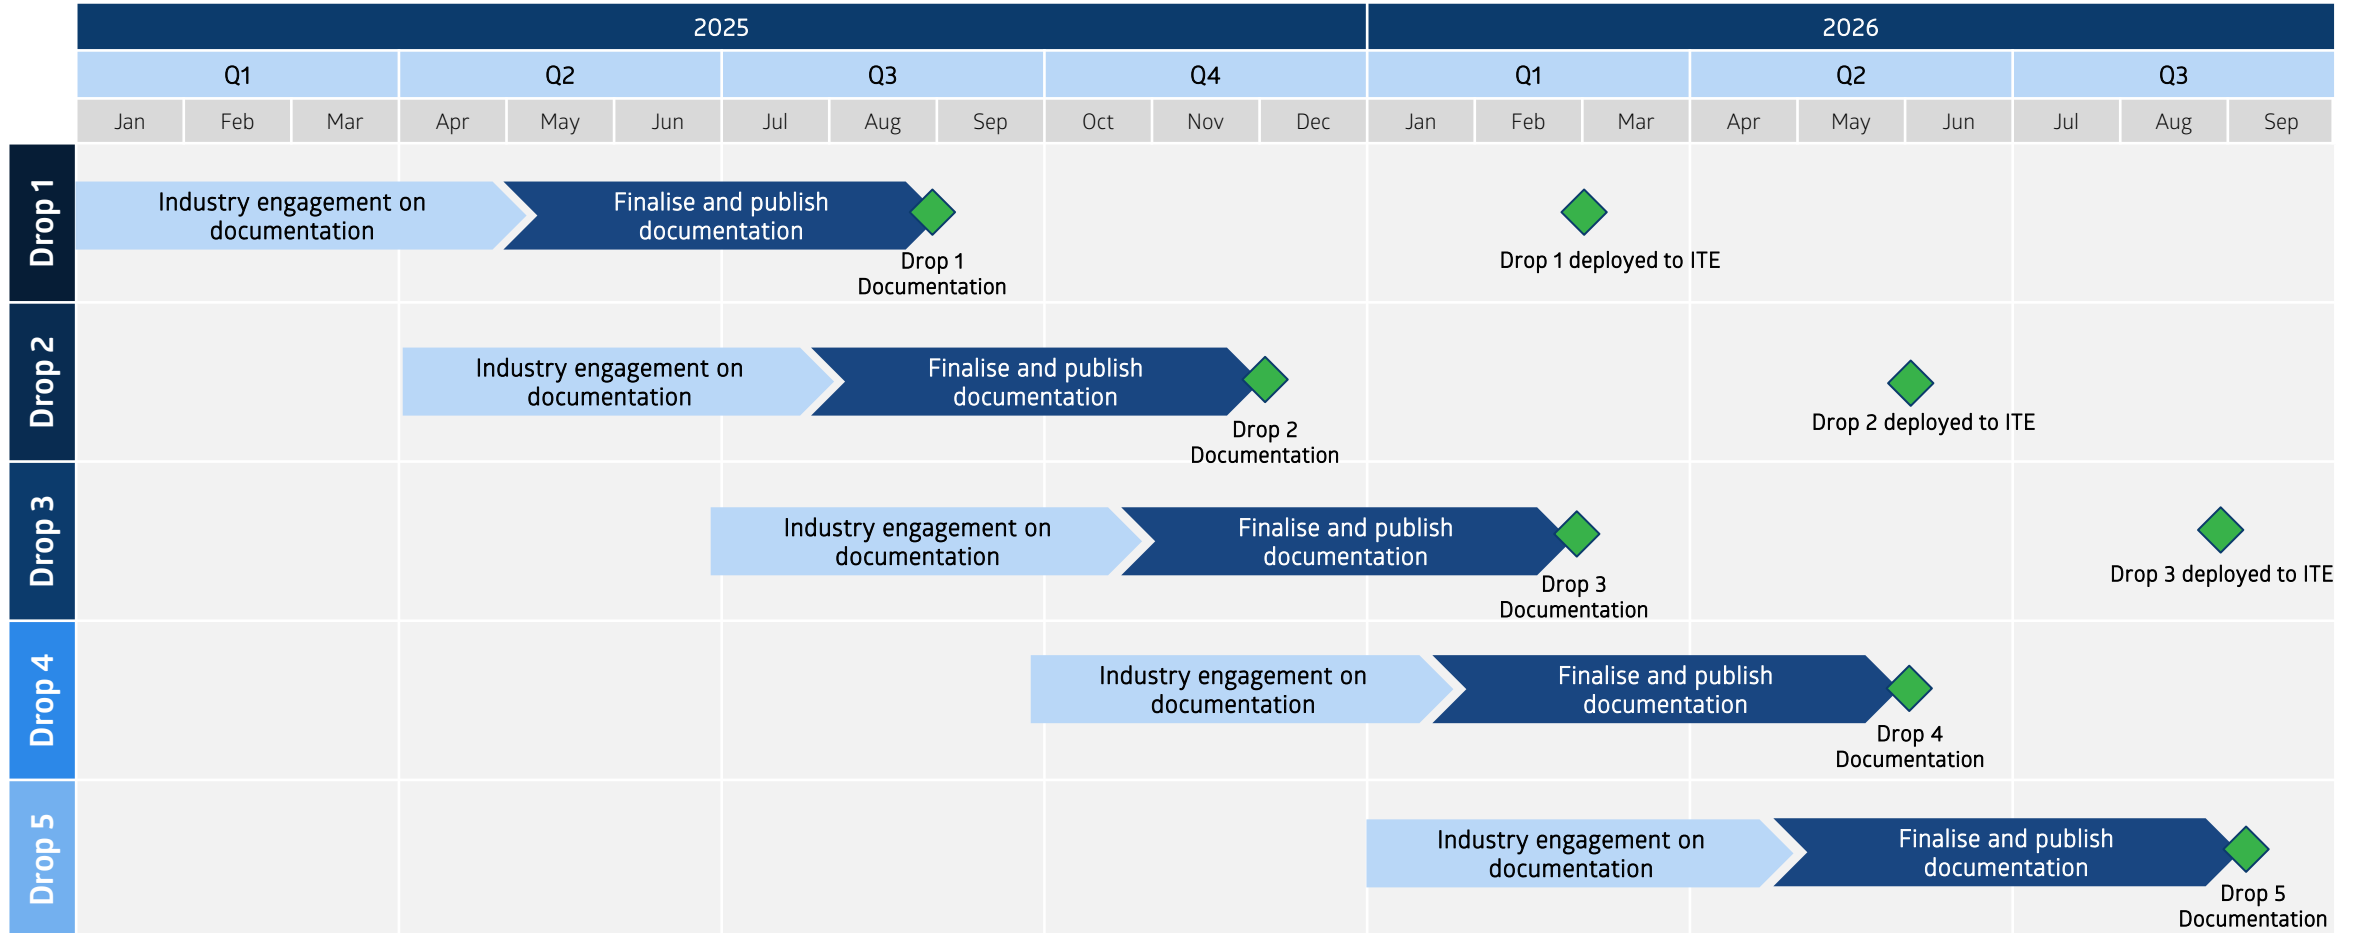 2025
2026
Q1
Q2
Q3
Q4
Q1
Q2
Q3
Jan
Feb
Mar
Apr
May
Jun
Jul
Aug
Sep
Oct
Nov
Dec
Jan
Feb
Mar
Apr
May
Jun
Jul
Aug
Sep
Drop 1
Industry engagement on
documentation
Finalise and publish
documentation
Drop 1
Documentation
Drop 1 deployed to ITE
Drop 2
Industry engagement on
documentation
Finalise and publish
documentation
Drop 2
Documentation
Drop 2 deployed to ITE
Drop 3
Industry engagement on
documentation
Finalise and publish
documentation
Drop 3
Documentation
Drop 3 deployed to ITE
Drop 4
Industry engagement on
documentation
Finalise and publish
documentation
Drop 4
Documentation
Drop 5
Industry engagement on
documentation
Finalise and publish
documentation
Drop 5
Documentation